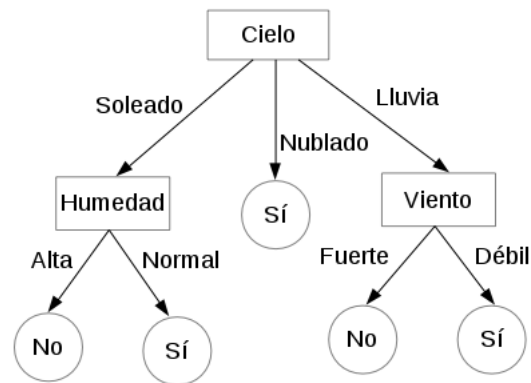 Cielo
Soleado
Nublado
Lluvia
Humedad
Sí
Viento
Alta
Normal
Fuerte
Débil
No
Sí
No
Sí